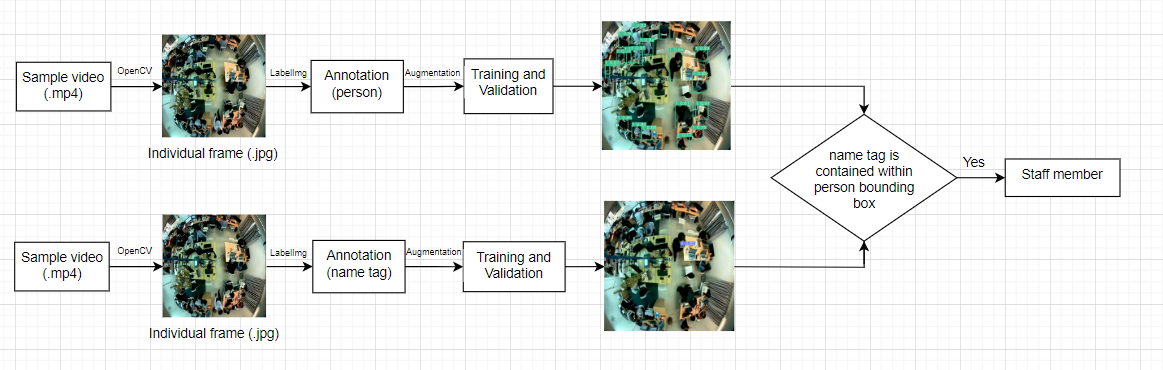 Sample video
(.mp4)
OpenCV
Individual frame (.jpg)
LabelImg
Annotation
(person)
Augmentation
Training and
Validation
Sample video
(.mp4)
OpenCV
Individual frame (.jpg)
LabelImg
Annotation
(name tag)
Augmentation
Training and
Validation
name tag is
contained within
person bounding
box
Yes
Staff member